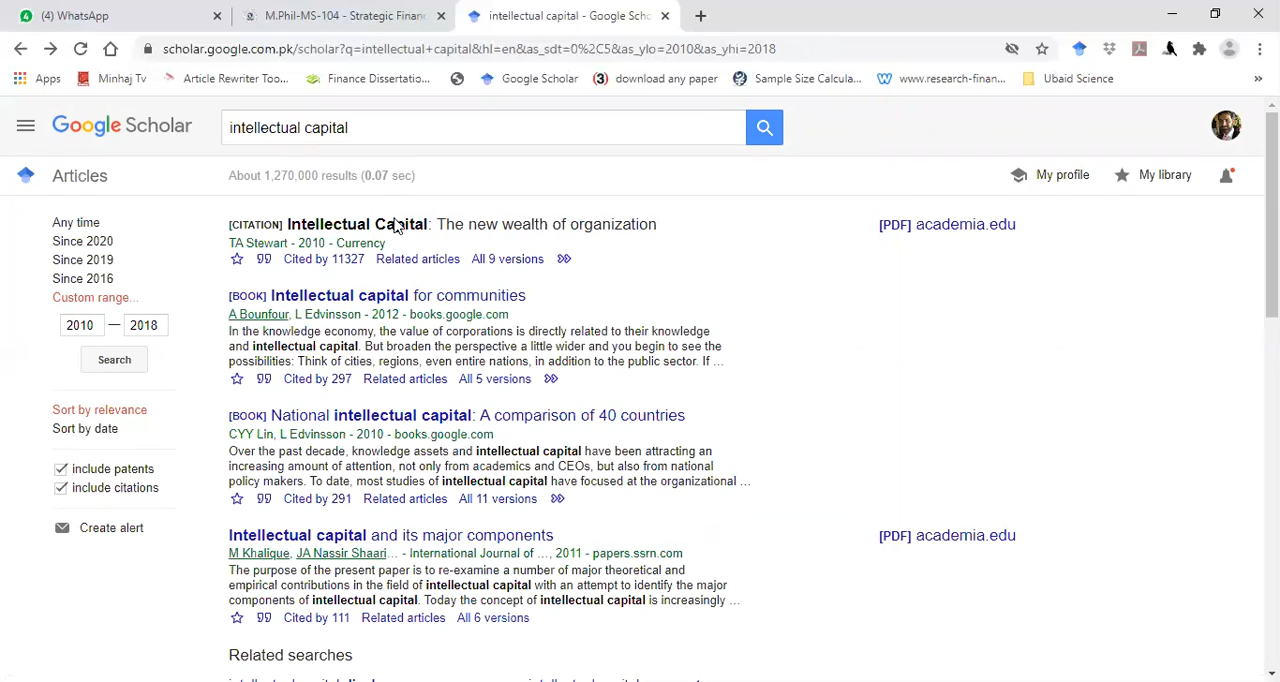 4 (4) WhatsApp
M.Phil-MS-104 - Strategic Financ
intellectual capital - Google Scho
scholar.google.com.pk/scholar?q=intellectual+capital&hl=en&as_sdt=0%2C5&as_ylo=2010&as_yhi=2018
Apps Minhaj Tv Article Rewriter Too... Finance Dissertatio... Google Scholar (3) download any paper Sample Size Calcula... www.research-finan... Ubaid Science »
Google Scholar
intellectual capital
Articles
About 1,270,000 results (0.07 sec)
My profile My library
Any time
Since 2020
Since 2019
Since 2016
Custom range...
2010 — 2018
Search
Sort by relevance
Sort by date
include patents
include citations
Create alert
[CITATION] Intellectual Capital: The new wealth of organization
TA Stewart - 2010 - Currency
Cited by 11327 Related articles All 9 versions
[PDF] academia.edu
[BOOK] Intellectual capital for communities
A Bounfour, L Edvinsson - 2012 - books.google.com
In the knowledge economy, the value of corporations is directly related to their knowledge
and intellectual capital. But broaden the perspective a little wider and you begin to see the
possibilities: Think of cities, regions, even entire nations, in addition to the public sector. If ...
Cited by 297 Related articles All 5 versions
[BOOK] National intellectual capital: A comparison of 40 countries
CYY Lin, L Edvinsson - 2010 - books.google.com
Over the past decade, knowledge assets and intellectual capital have been attracting an
increasing amount of attention, not only from academics and CEOs, but also from national
policy makers. To date, most studies of intellectual capital have focused at the organizational ...
Cited by 291 Related articles All 11 versions
Intellectual capital and its major components
M Khalique, JA Nassir Shaari... - International Journal of ..., 2011 - papers.ssrn.com
The purpose of the present paper is to re-examine a number of major theoretical and
empirical contributions in the field of intellectual capital with an attempt to identify the major
components of intellectual capital. Today the concept of intellectual capital is increasingly ...
Cited by 111 Related articles All 6 versions
[PDF] academia.edu
Related searches